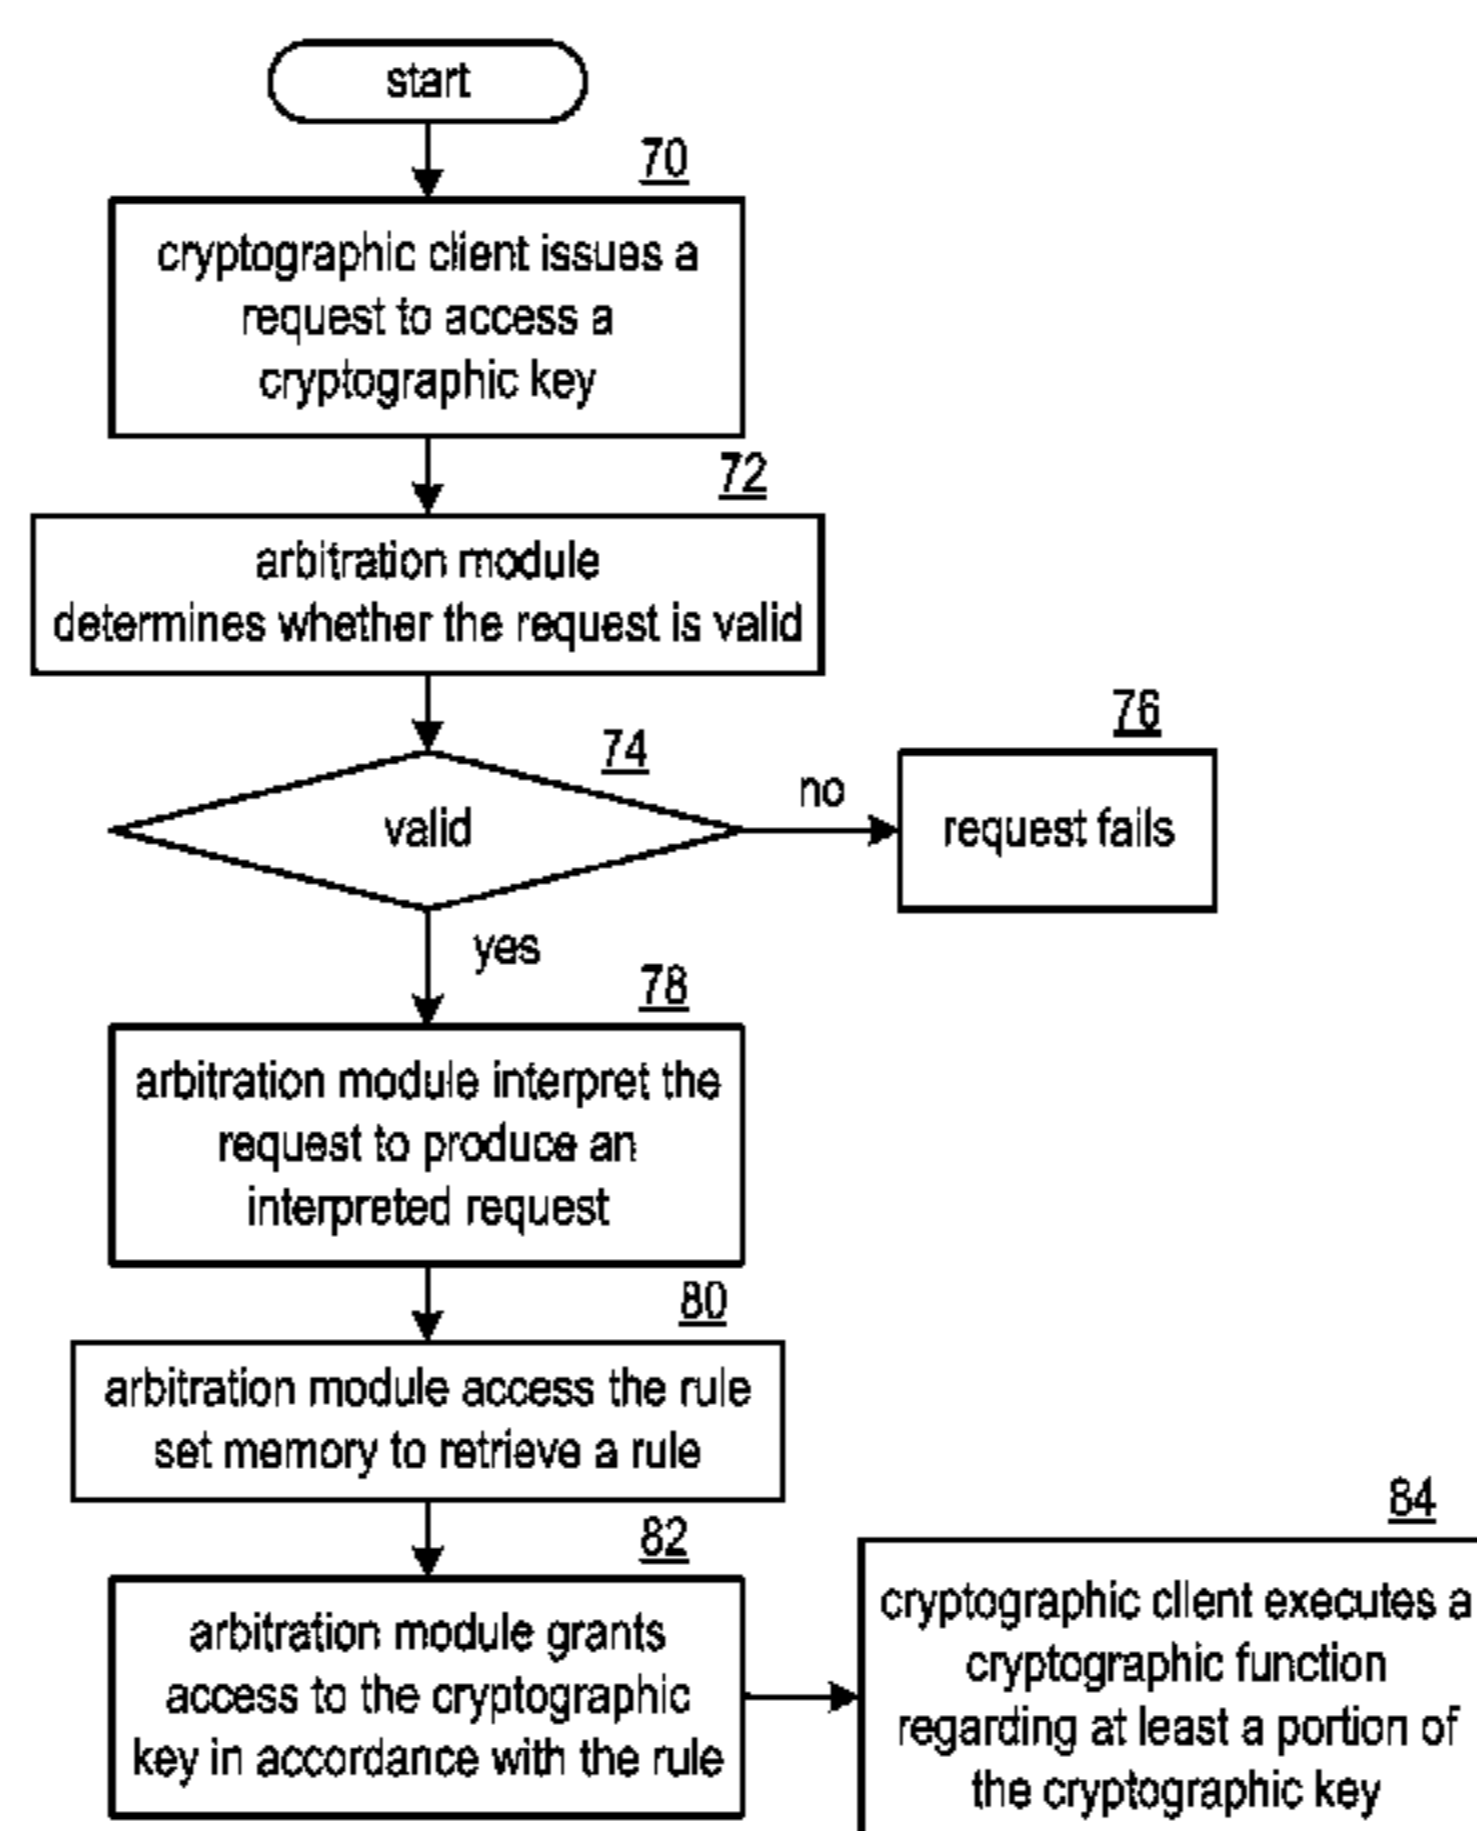 start
70
cryptographic client issues a
request to access a
cryptographic key
72
arbitration module
determines whether the request is valid
74
valid
no
76
request fails
yes
78
arbitration module interpret the
request to produce an
interpreted request
80
arbitration module access the rule
set memory to retrieve a rule
82
arbitration module grants
access to the cryptographic
key in accordance with the rule
84
cryptographic client executes a
cryptographic function
regarding at least a portion of
the cryptographic key